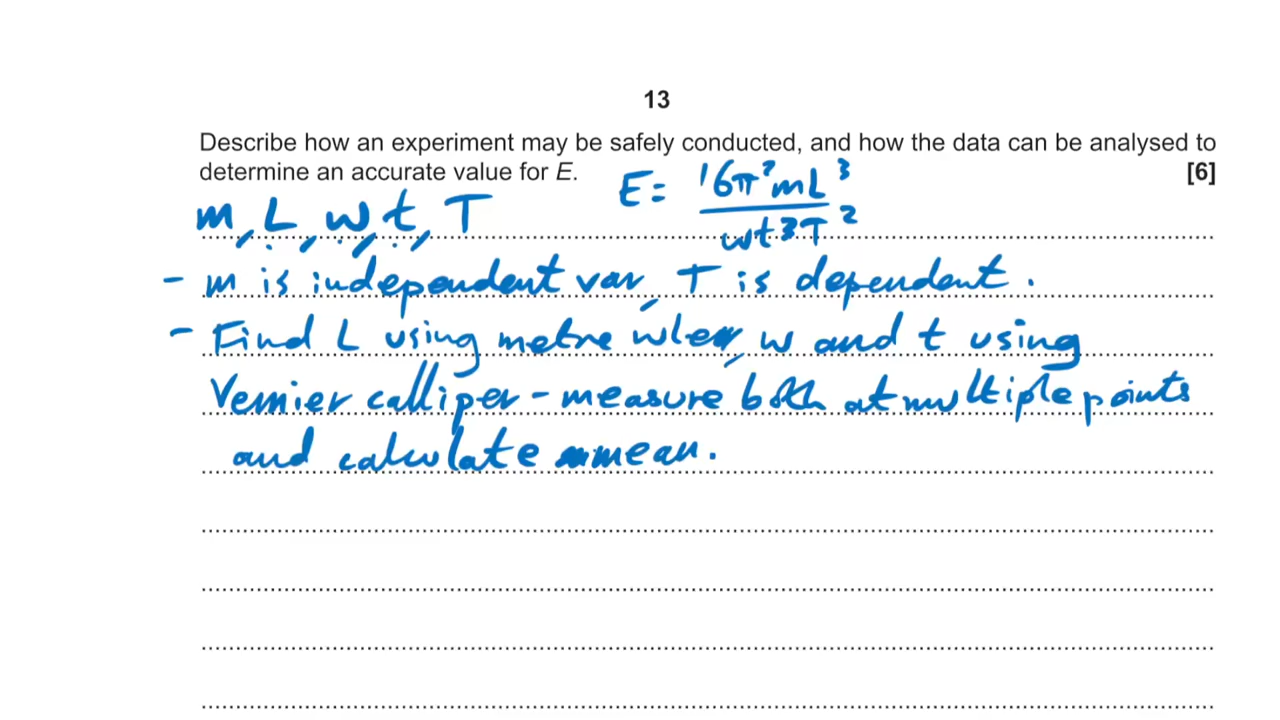 13
Describe how an experiment may be safely conducted, and how the data can be analysed to
determine an accurate value for E. [6]
E = 16π²mL³ / wt³T²
m, L, w, t, T
- m is independent var, T is dependent.
- Find L using metre ruler, w and t using
Vernier calliper - measure both at multiple points
and calculate mean.